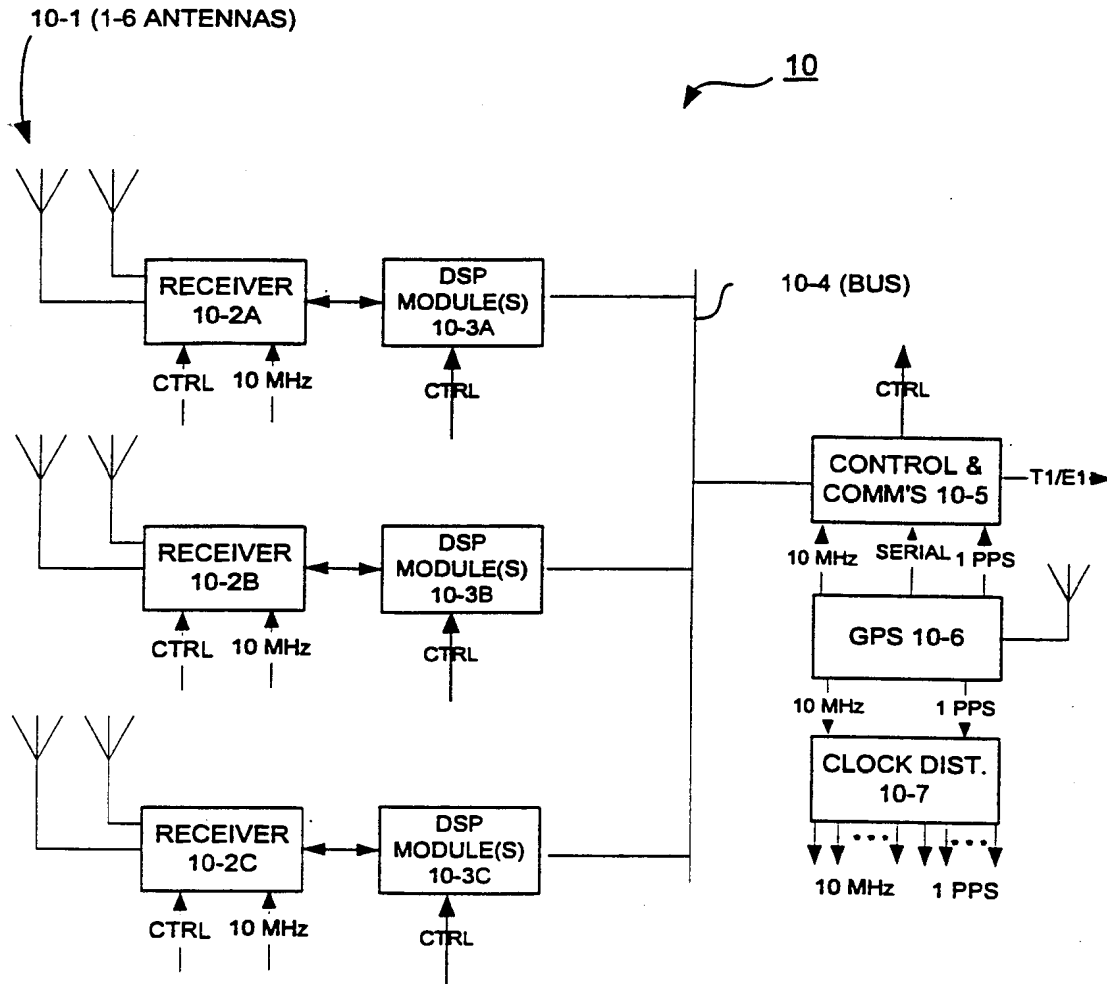 10-1 (1-6 ANTENNAS)
10
RECEIVER
10-2A
DSP
MODULE(S)
10-3A
10-4 (BUS)
CTRL
10 MHz
CTRL
CTRL
CONTROL &
COMM'S 10-5
T1/E1
RECEIVER
10-2B
DSP
MODULE(S)
10-3B
10 MHz
SERIAL
1 PPS
GPS 10-6
CTRL
10 MHz
CTRL
10 MHz
1 PPS
CLOCK DIST.
10-7
RECEIVER
10-2C
DSP
MODULE(S)
10-3C
10 MHz
1 PPS
CTRL
10 MHz
CTRL